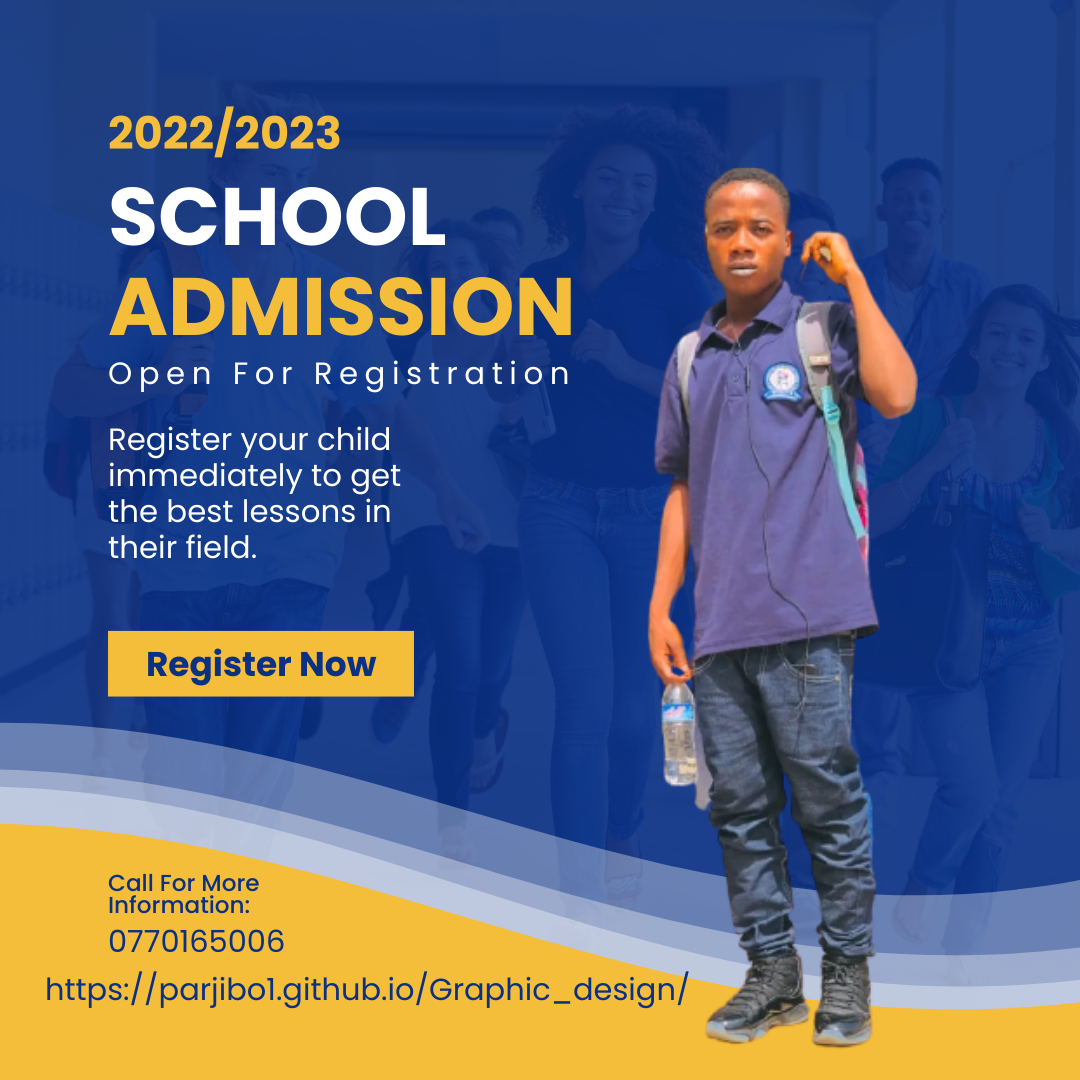 2022/2023
SCHOOL
ADMISSION
Open For Registration
Register your child
immediately to get
the best lessons in
their field.
Register Now
Call For More
Information:
0770165006
https://parjibo1.github.io/Graphic_design/